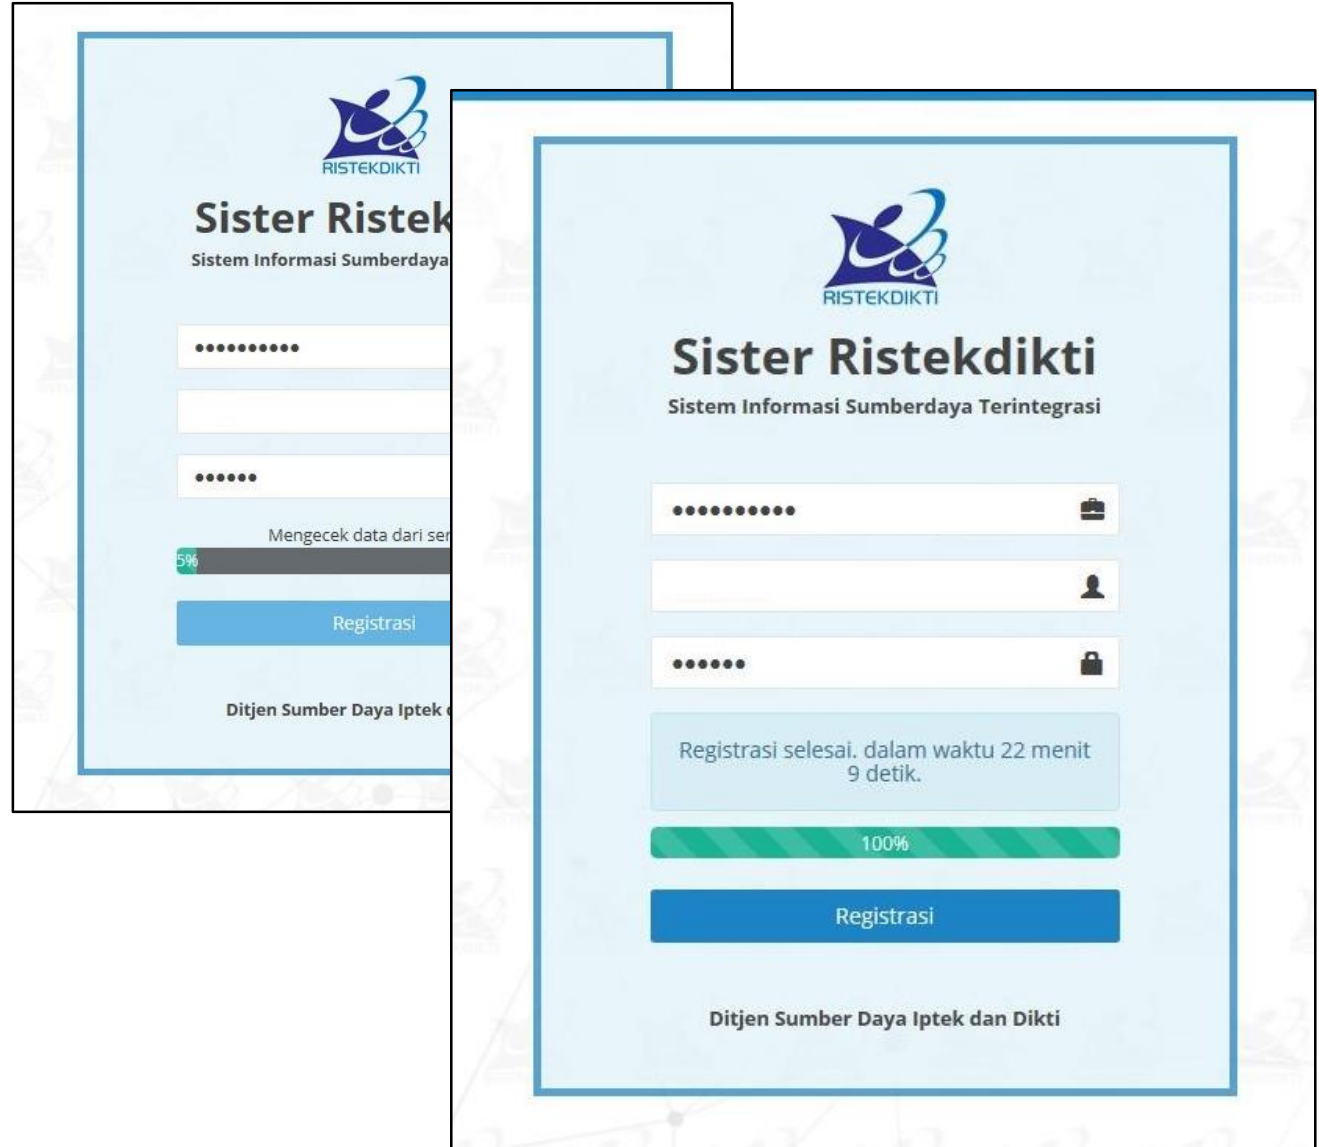 RISTEKDIKTI
Sister Ristek
Sistem Informasi Sumberdaya
••••••••••
••••••
Mengecek data dari ser
5%
Registrasi
Ditjen Sumber Daya Iptek
RISTEKDIKTI
Sister Ristekdikti
Sistem Informasi Sumberdaya Terintegrasi
••••••••••
••••••
Registrasi selesai. dalam waktu 22 menit
9 detik.
100%
Registrasi
Ditjen Sumber Daya Iptek dan Dikti